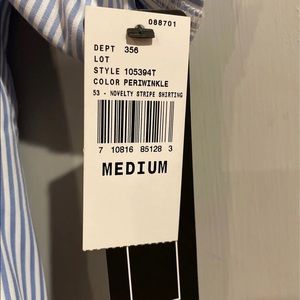 088701
DEPT 356
LOT
STYLE 105394T
COLOR PERIWINKLE
53 - NOVELTY STRIPE SHIRTING
7 10816 85128 3
MEDIUM